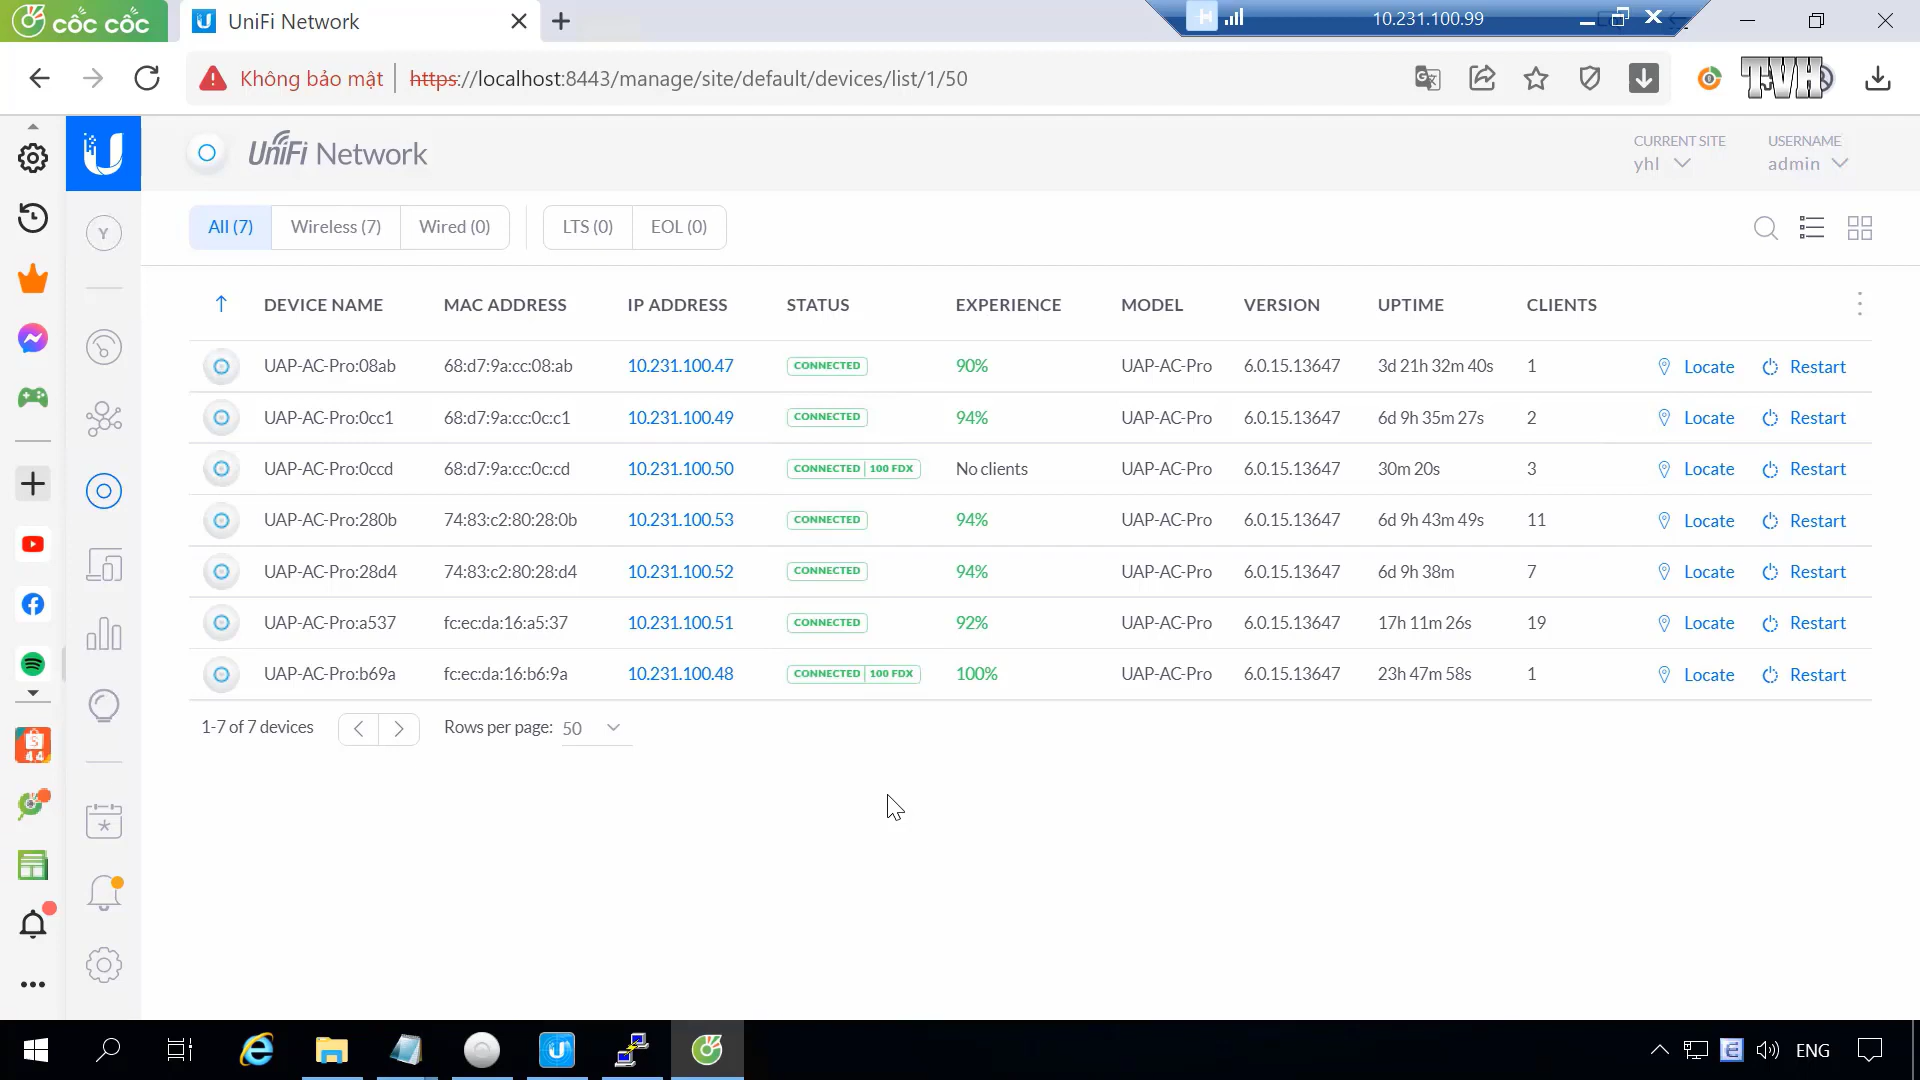 cốc cốc
UniFi Network
10.231.100.99
Không bảo mật
https://localhost:8443/manage/site/default/devices/list/1/50
TVH
UniFi Network
CURRENT SITE
yhl
USERNAME
admin
Y
All (7)
Wireless (7)
Wired (0)
LTS (0)
EOL (0)
DEVICE NAME MAC ADDRESS IP ADDRESS STATUS EXPERIENCE MODEL VERSION UPTIME CLIENTS
UAP-AC-Pro:08ab 68:d7:9a:cc:08:ab 10.231.100.47 CONNECTED 90% UAP-AC-Pro 6.0.15.13647 3d 21h 32m 40s 1 Locate Restart
UAP-AC-Pro:0cc1 68:d7:9a:cc:0c:c1 10.231.100.49 CONNECTED 94% UAP-AC-Pro 6.0.15.13647 6d 9h 35m 27s 2 Locate Restart
UAP-AC-Pro:0ccd 68:d7:9a:cc:0c:cd 10.231.100.50 CONNECTED 100 FDX No clients UAP-AC-Pro 6.0.15.13647 30m 20s 3 Locate Restart
UAP-AC-Pro:280b 74:83:c2:80:28:0b 10.231.100.53 CONNECTED 94% UAP-AC-Pro 6.0.15.13647 6d 9h 43m 49s 11 Locate Restart
UAP-AC-Pro:28d4 74:83:c2:80:28:d4 10.231.100.52 CONNECTED 94% UAP-AC-Pro 6.0.15.13647 6d 9h 38m 7 Locate Restart
UAP-AC-Pro:a537 fc:ec:da:16:a5:37 10.231.100.51 CONNECTED 92% UAP-AC-Pro 6.0.15.13647 17h 11m 26s 19 Locate Restart
UAP-AC-Pro:b69a fc:ec:da:16:b6:9a 10.231.100.48 CONNECTED 100 FDX 100% UAP-AC-Pro 6.0.15.13647 23h 47m 58s 1 Locate Restart
1-7 of 7 devices
Rows per page: 50
4.4
ENG